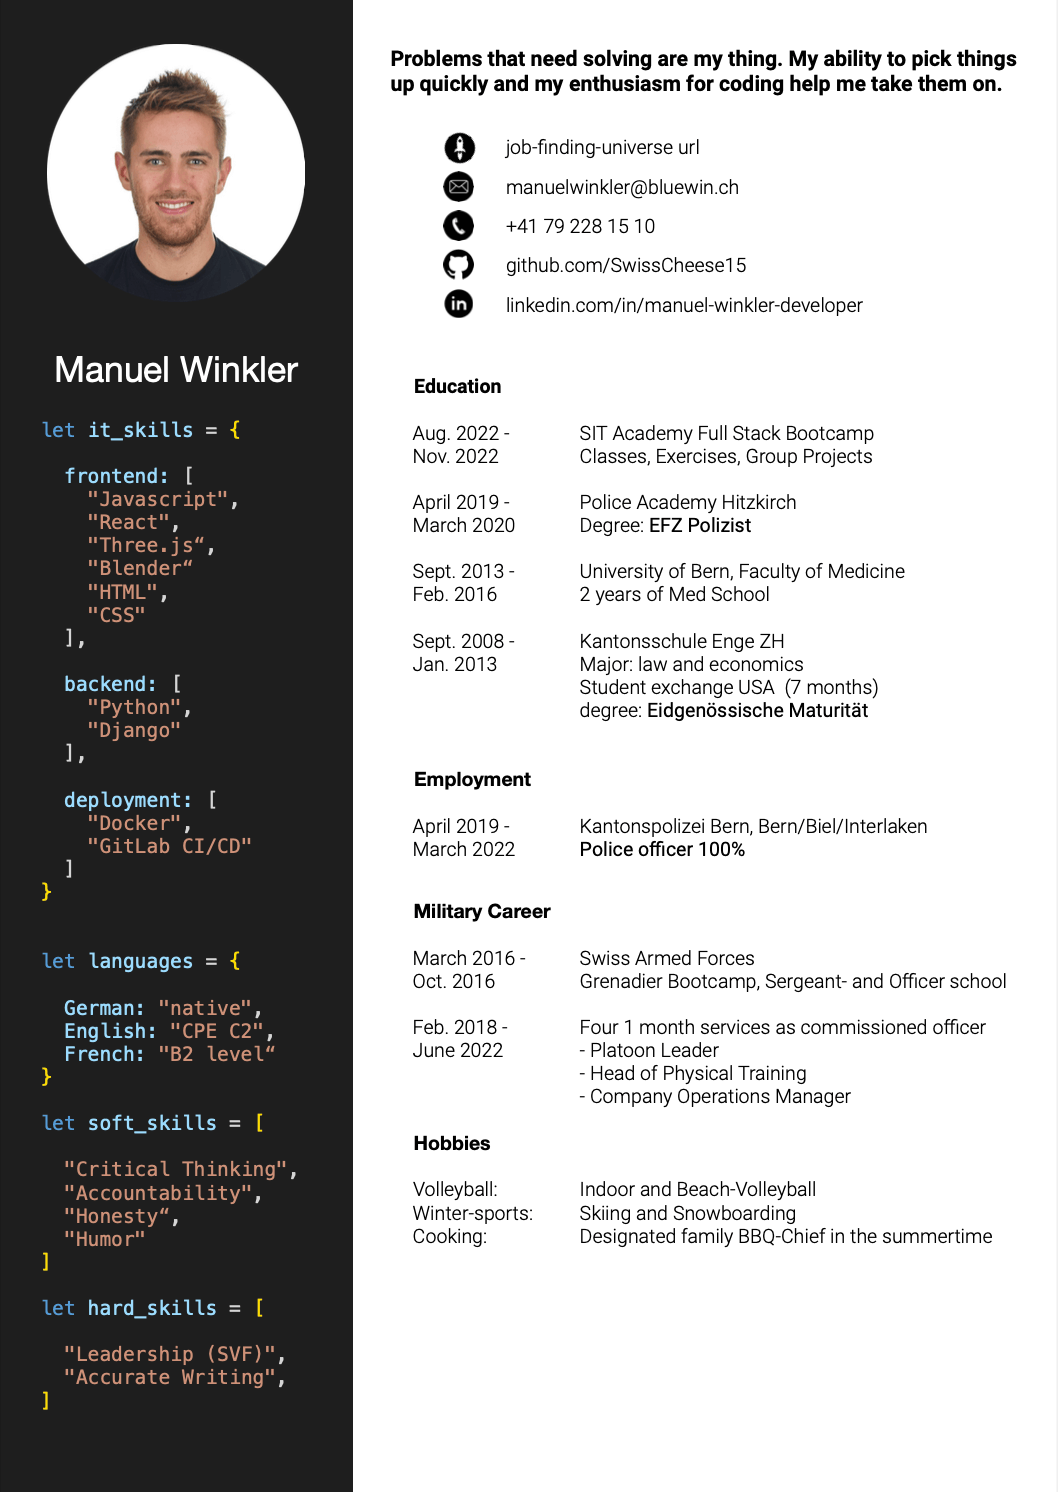 Manuel Winkler
let it_skills = {
frontend: [
"Javascript",
"React",
"Three.js“,
"Blender“
"HTML",
"CSS"
],
backend: [
"Python",
"Django"
],
deployment: [
"Docker",
"GitLab CI/CD"
]
}
let languages = {
German: "native",
English: "CPE C2",
French: "B2 level“
}
let soft_skills = [
"Critical Thinking",
"Accountability",
"Honesty“,
"Humor"
]
let hard_skills = [
"Leadership (SVF)",
"Accurate Writing",
]
Problems that need solving are my thing. My ability to pick things
up quickly and my enthusiasm for coding help me take them on.
job-finding-universe url
manuelwinkler@bluewin.ch
+41 79 228 15 10
github.com/SwissCheese15
in linkedin.com/in/manuel-winkler-developer
Education
Aug. 2022 - SIT Academy Full Stack Bootcamp
Nov. 2022 Classes, Exercises, Group Projects
April 2019 - Police Academy Hitzkirch
March 2020 Degree: EFZ Polizist
Sept. 2013 - University of Bern, Faculty of Medicine
Feb. 2016 2 years of Med School
Sept. 2008 - Kantonsschule Enge ZH
Jan. 2013 Major: law and economics
Student exchange USA  (7 months)
degree: Eidgenössische Maturität
Employment
April 2019 - Kantonspolizei Bern, Bern/Biel/Interlaken
March 2022 Police officer 100%
Military Career
March 2016 - Swiss Armed Forces
Oct. 2016 Grenadier Bootcamp, Sergeant- and Officer school
Feb. 2018 - Four 1 month services as commissioned officer
June 2022 - Platoon Leader
- Head of Physical Training
- Company Operations Manager
Hobbies
Volleyball: Indoor and Beach-Volleyball
Winter-sports: Skiing and Snowboarding
Cooking: Designated family BBQ-Chief in the summertime